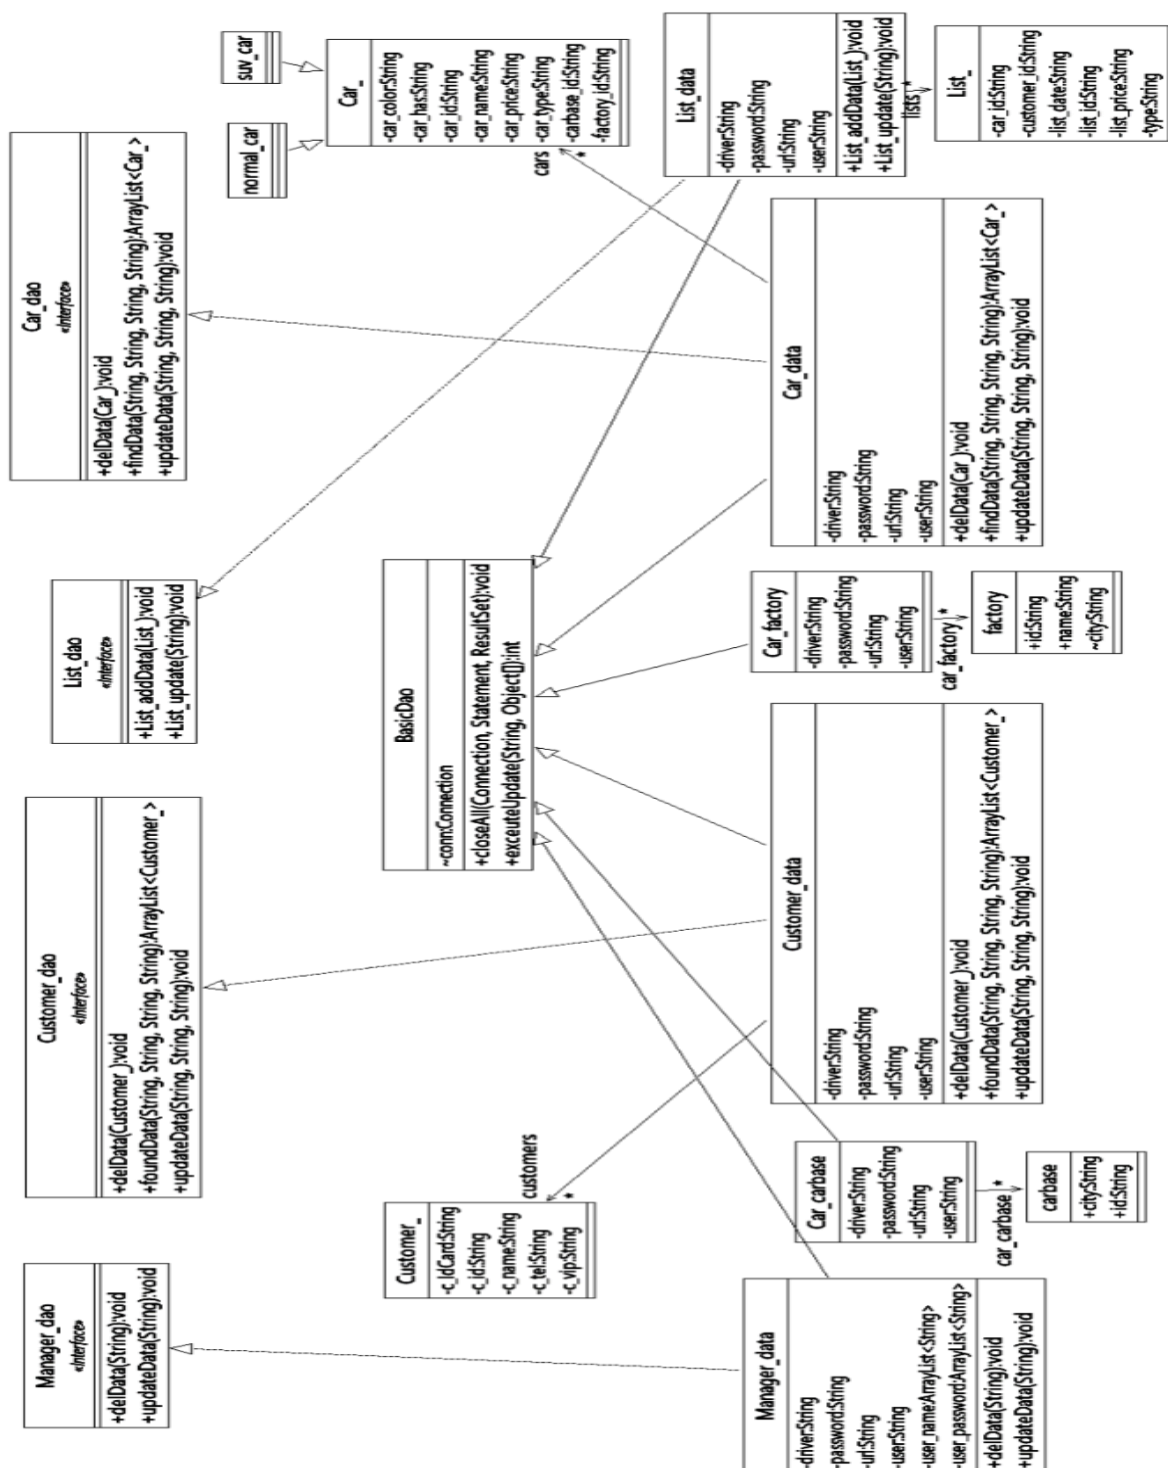 Manager_dao
«Interface»
+delData(String):void
+updateData(String):void
Customer_dao
«Interface»
+delData(Customer_):void
+foundData(String, String, String):ArrayList<Customer_>
+updateData(String, String, String):void
List_dao
«Interface»
+List_addData(List_):void
+List_update(String):void
Car_dao
«Interface»
+delData(Car_):void
+findData(String, String, String):ArrayList<Car_>
+updateData(String, String, String):void
normal_car
suv_car
Customer_
-c_IdCard:String
-c_id:String
-c_name:String
-c_tel:String
-c_vip:String
customers
*
BasicDao
~conn:Connection
+closeAll(Connection, Statement, ResultSet):void
+exceuteUpdate(String, Object[]):int
Car_
-car_color:String
-car_has:String
-car_id:String
-car_name:String
-car_price:String
-car_type:String
-carbase_id:String
-factory_id:String
cars
*
Manager_data
-driver:String
-password:String
-url:String
-user:String
-user_name:ArrayList<String>
-user_password:ArrayList<String>
+delData(String):void
+updateData(String):void
Car_carbase
-driver:String
-password:String
-url:String
-user:String
car_carbase
*
carbase
+city:String
+id:String
Customer_data
-driver:String
-password:String
-url:String
-user:String
+delData(Customer_):void
+foundData(String, String, String):ArrayList<Customer_>
+updateData(String, String, String):void
Car_factory
-driver:String
-password:String
-url:String
-user:String
car_factory
*
factory
+id:String
+name:String
~city:String
Car_data
-driver:String
-password:String
-url:String
-user:String
+delData(Car_):void
+findData(String, String, String):ArrayList<Car_>
+updateData(String, String, String):void
List_data
-driver:String
-password:String
-url:String
-user:String
+List_addData(List_):void
+List_update(String):void
lists
*
List_
-car_id:String
-customer_id:String
-list_date:String
-list_id:String
-list_price:String
-type:String